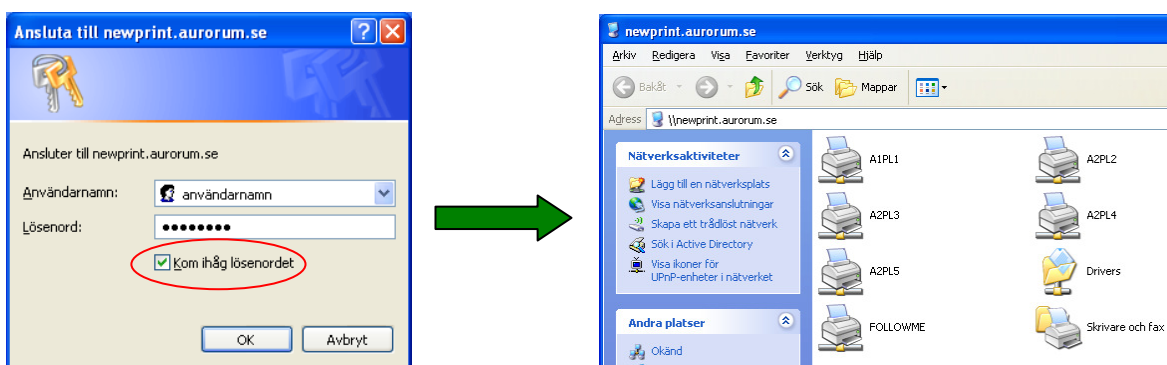 Ansluta till newprint.aurorum.se
Ansluter till newprint.aurorum.se
Användarnamn:
användarnamn
Lösenord:
Kom ihåg lösenordet
OK
Avbryt
newprint.aurorum.se
Arkiv Redigera Visa Favoriter Verktyg Hjälp
Bakåt Sök Mappar
Adress \\newprint.aurorum.se
Nätverksaktiviteter
Lägg till en nätverksplats
Visa nätverksanslutningar
Skapa ett trådlöst nätverk
Sök i Active Directory
Visa ikoner för
UPnP-enheter i nätverket
Andra platser
Okänd
A1PL1
A2PL2
A2PL3
A2PL4
A2PL5
Drivers
FOLLOWME
Skrivare och fax